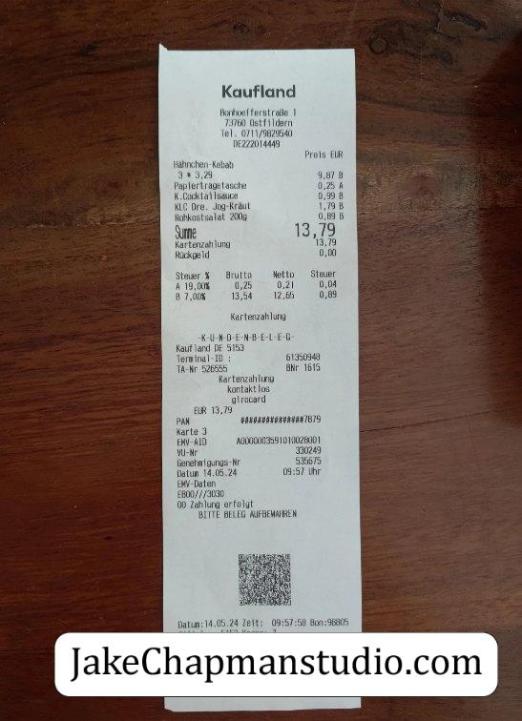 Kaufland
Bonhoefferstraße 1
73760 Ostfildern
Tel. 0711/9829540
DE222014449
Preis EUR
Hähnchen-Kebab
3 * 3,29 9,87 B
Papiertragetasche 0,25 A
K.Cocktailsauce 0,99 B
KLC Dre. Jog-Kräut 1,79 B
Rohkostsalat 200g 0,89 B
Summe 13,79
Kartenzahlung 13,79
Rückgeld 0,00
Steuer % Brutto Netto Steuer
A 19,00% 0,25 0,21 0,04
B 7,00% 13,54 12,65 0,89
Kartenzahlung
-K-U-N-D-E-N-B-E-L-E-G-
Kaufland DE 5153
Terminal-ID : 61350948
TA-Nr 526555 BNr 1615
Kartenzahlung
kontaktlos
girocard
EUR 13,79
PAN ###############7879
Karte 3
EMV-AID A0000003591010028001
VU-Nr 330249
Genehmigungs-Nr 535675
Datum 14.05.24 09:57 Uhr
EMV-Daten
EB00///3030
00 Zahlung erfolgt
BITTE BELEG AUFBEWAHREN
Datum:14.05.24 Zeit: 09:57:58 Bon:96805
JakeChapmanstudio.com